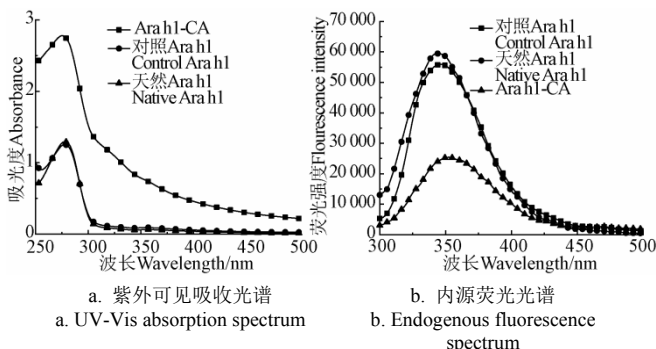 3
2
1
0
250
300
350
400
450
500
吸光度Absorbance
波长Wavelength/nm
Ara h1-CA
对照Ara h1
Control Ara h1
天然Ara h1
Native Ara h1
a. 紫外可见吸收光谱
a. UV-Vis absorption spectrum
70 000
60 000
50 000
40 000
30 000
20 000
10 000
0
300
350
400
450
500
荧光强度Flourescence intensity
波长Wavelength/nm
对照Ara h1
Control Ara h1
天然Ara h1
Native Ara h1
Ara h1-CA
b. 内源荧光光谱
b. Endogenous fluorescence
spectrum